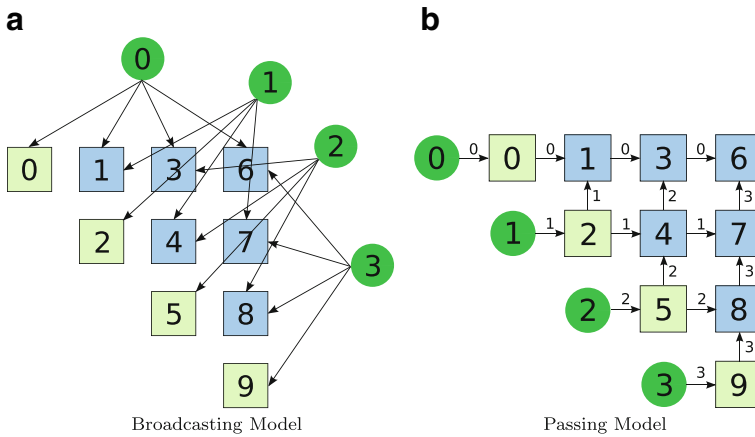 a
b
0
1
2
0 1 3 6
0 0 0 0 1 0 3 0 6
1 2 3
2 4 7
1 1 2 1 4 1 7
3
2 3
5 8
2 2 5 2 8
3
9
3 3 9
Broadcasting Model
Passing Model